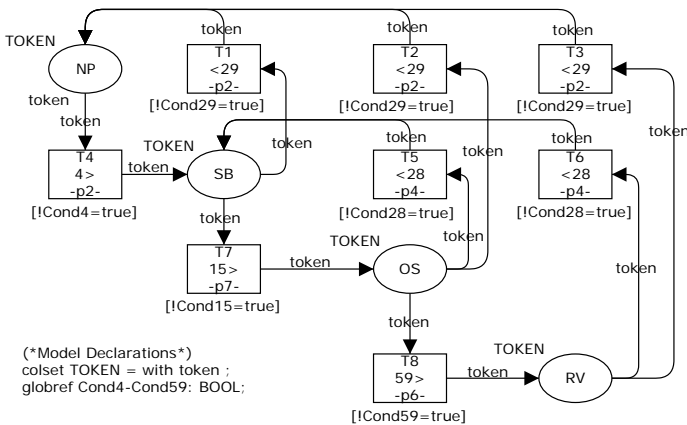 token
token
token
TOKEN
T1
<29
-p2-
T2
<29
-p2-
T3
<29
-p2-
NP
token
token
[!Cond29=true]
[!Cond29=true]
[!Cond29=true]
TOKEN
token
token
token
token
token
T4
4>
-p2-
token
SB
T5
<28
-p4-
T6
<28
-p4-
[!Cond4=true]
[!Cond28=true]
[!Cond28=true]
token
TOKEN
token
T7
15>
-p7-
token
OS
token
[!Cond15=true]
token
(*Model Declarations*)
colset TOKEN = with token ;
globref Cond4-Cond59: BOOL;
TOKEN
T8
59>
-p6-
token
RV
[!Cond59=true]